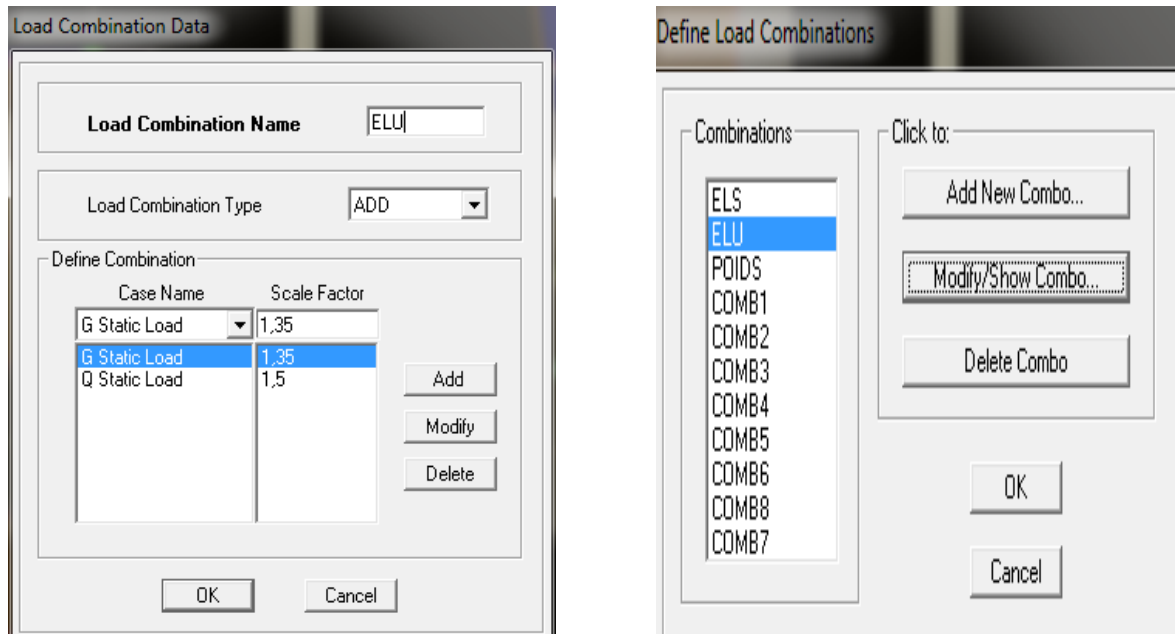 Load Combination Data
Load Combination Name ELU
Load Combination Type ADD
Define Combination
Case Name Scale Factor
G Static Load 1,35
G Static Load 1,35
Q Static Load 1,5
Add
Modify
Delete
OK Cancel
Define Load Combinations
Combinations
ELS
ELU
POIDS
COMB1
COMB2
COMB3
COMB4
COMB5
COMB6
COMB8
COMB7
Click to:
Add New Combo...
Modify/Show Combo...
Delete Combo
OK
Cancel